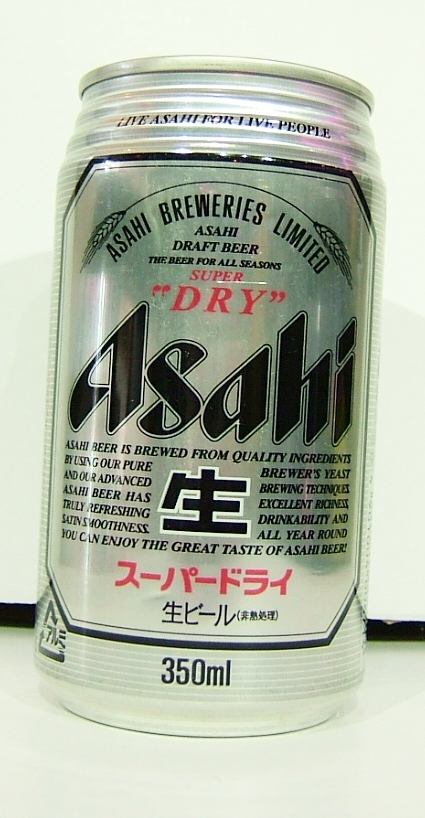 LIVE ASAHI FOR LIVE PEOPLE
ASAHI BREWERIES LIMITED
ASAHI
DRAFT BEER
THE BEER FOR ALL SEASONS
SUPER
"DRY"
Asahi
ASAHI BEER IS BREWED FROM QUALITY INGREDIENTS
BY USING OUR PURE BREWER'S YEAST
AND OUR ADVANCED BREWING TECHNIQUES.
ASAHI BEER HAS EXCELLENT RICHNESS,
TRULY REFRESHING DRINKABILITY AND
SATIN SMOOTHNESS. ALL YEAR ROUND
生
YOU CAN ENJOY THE GREAT TASTE OF ASAHI BEER!
スーパードライ
生ビール(非熱処理)
アルミ
350ml